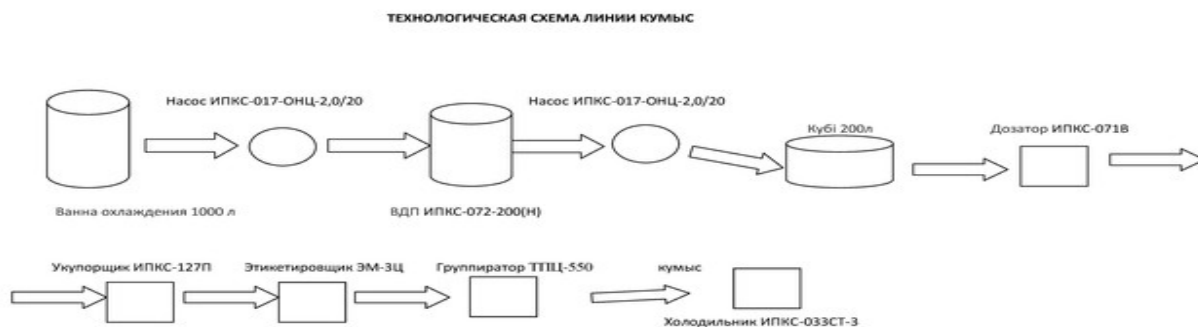 ТЕХНОЛОГИЧЕСКАЯ СХЕМА ЛИНИИ КУМЫС
Насос ИПКС-017-ОНЦ-2,0/20
Насос ИПКС-017-ОНЦ-2,0/20
Кубі 200л
Дозатор ИПКС-071В
Ванна охлаждения 1000 л
ВДП ИПКС-072-200(Н)
Укупорщик ИПКС-127П
Этикетировщик ЭМ-3Ц
Группиратор ТПЦ-550
кумыс
Холодильник ИПКС-033СТ-3